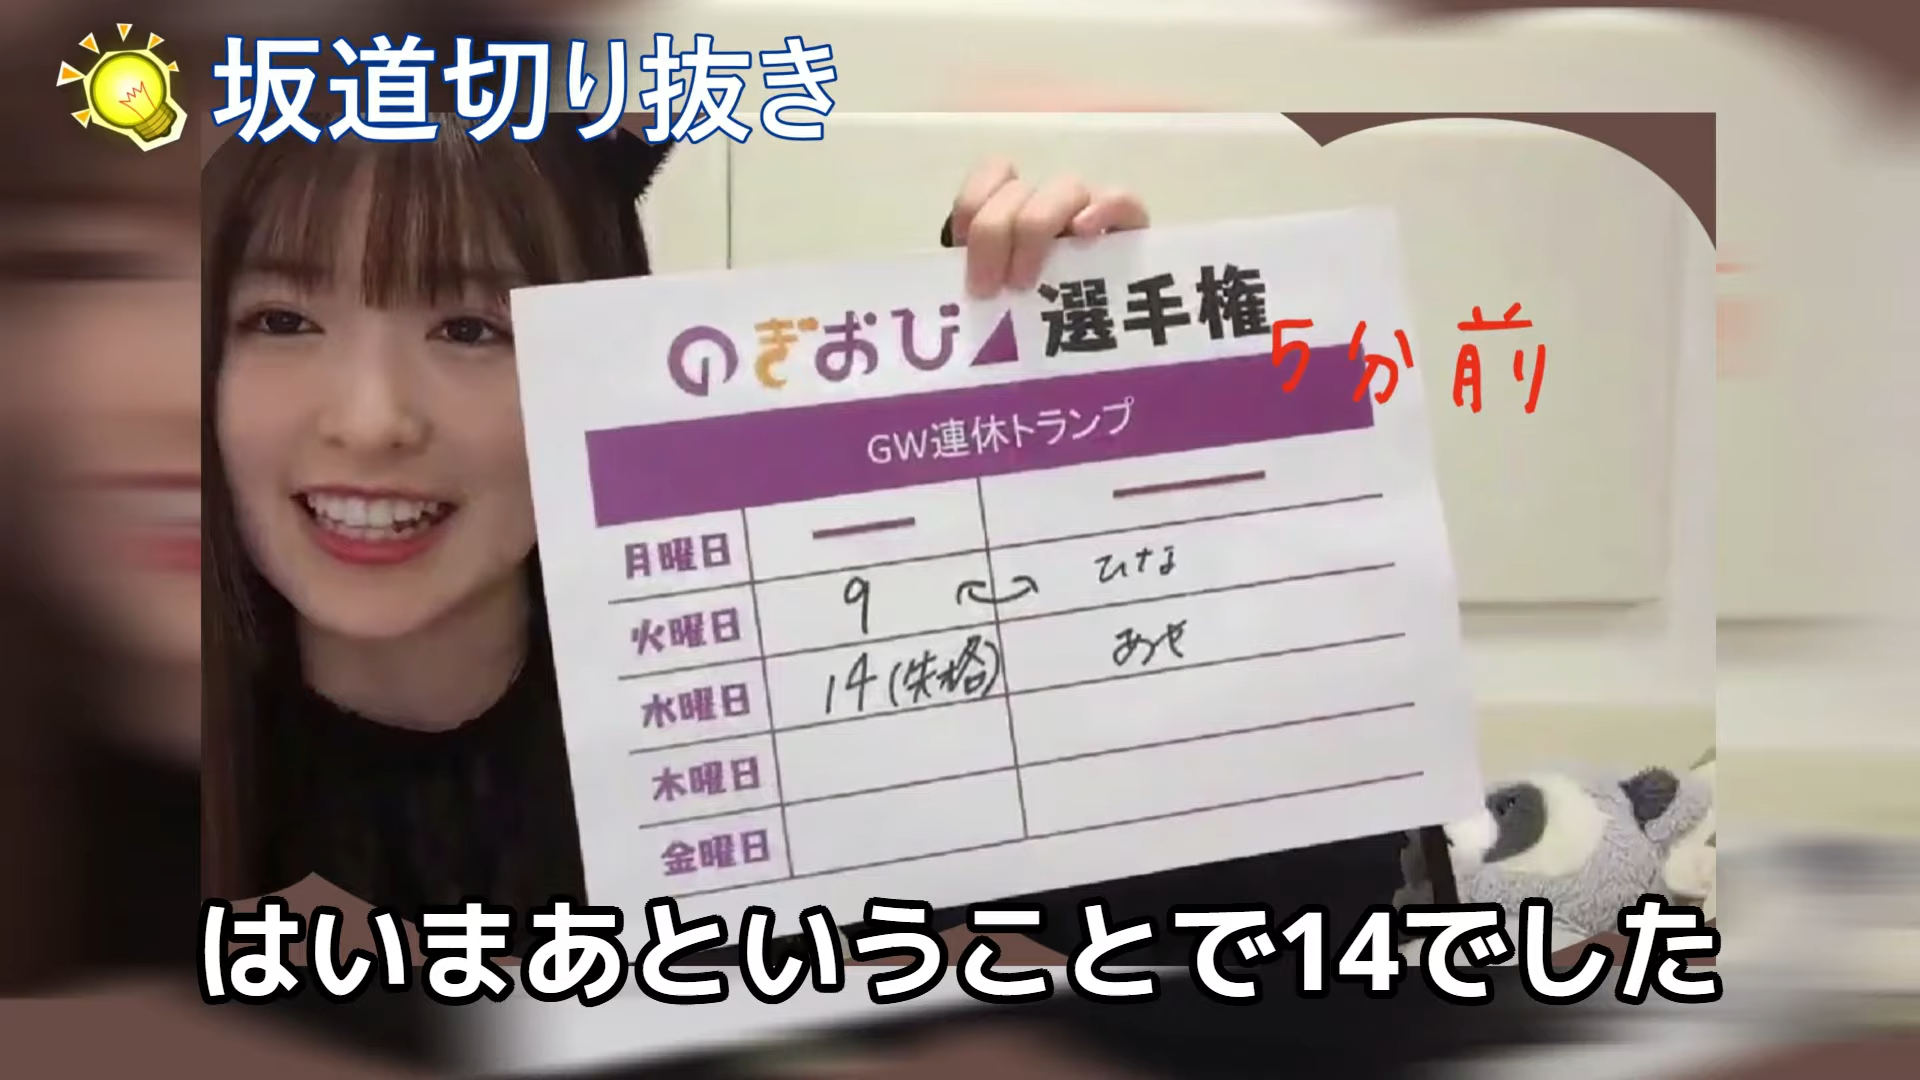 坂道切り抜き
のぎおび 選手権
5分前
GW連休トランプ
月曜日
火曜日 9 ひな
水曜日 14(失格) あや
木曜日
金曜日
はいまあということで14でした